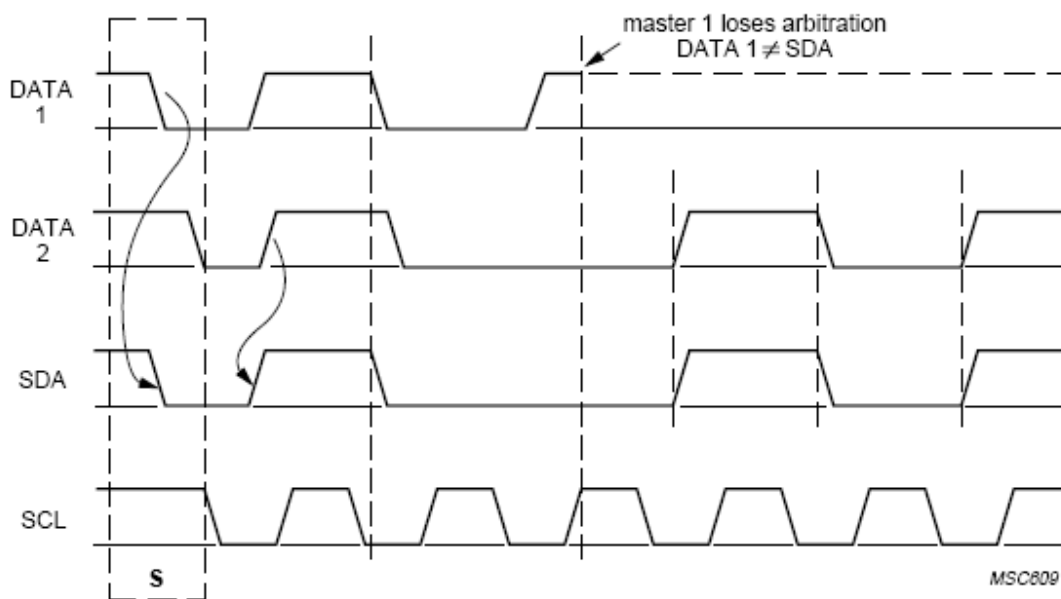 master 1 loses arbitration
DATA 1 ≠ SDA
DATA
1
DATA
2
SDA
SCL
S
MSC609